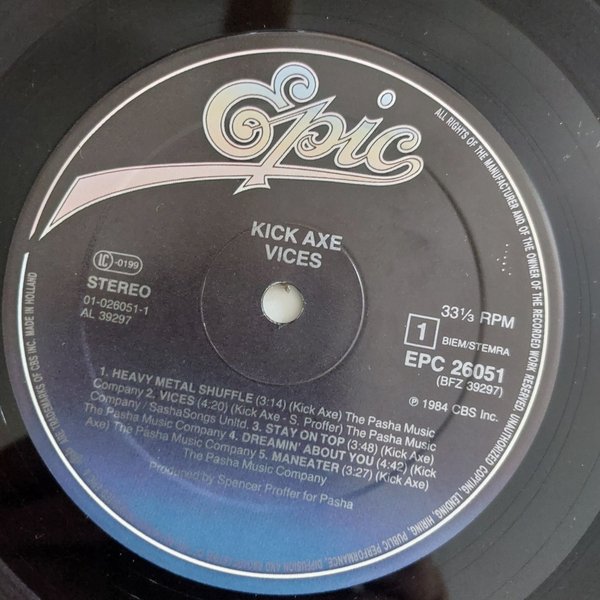 Epic
KICK AXE
VICES
LC -0199
STEREO
01-026051-1
AL 39297
33 1/3 RPM
1 BIEM/STEMRA
EPC 26051
(BFZ 39297)
℗ 1984 CBS Inc.
1. HEAVY METAL SHUFFLE (3:14) (Kick Axe) The Pasha Music
Company 2. VICES (4:20) (Kick Axe - S. Proffer) The Pasha Music
Company / SashaSongs Unltd. 3. STAY ON TOP (3:48) (Kick Axe)
The Pasha Music Company 4. DREAMIN' ABOUT YOU (4:42) (Kick
Axe) The Pasha Music Company 5. MANEATER (3:27) (Kick Axe)
The Pasha Music Company
Produced by Spencer Proffer for Pasha
ALL RIGHTS OF THE MANUFACTURER AND OF THE OWNER OF THE RECORDED WORK RESERVED. UNAUTHORIZED COPYING, LENDING, HIRING, PUBLIC PERFORMANCE, DIFFUSION AND
ARE TRADEMARKS OF CBS INC. MADE IN HOLLAND